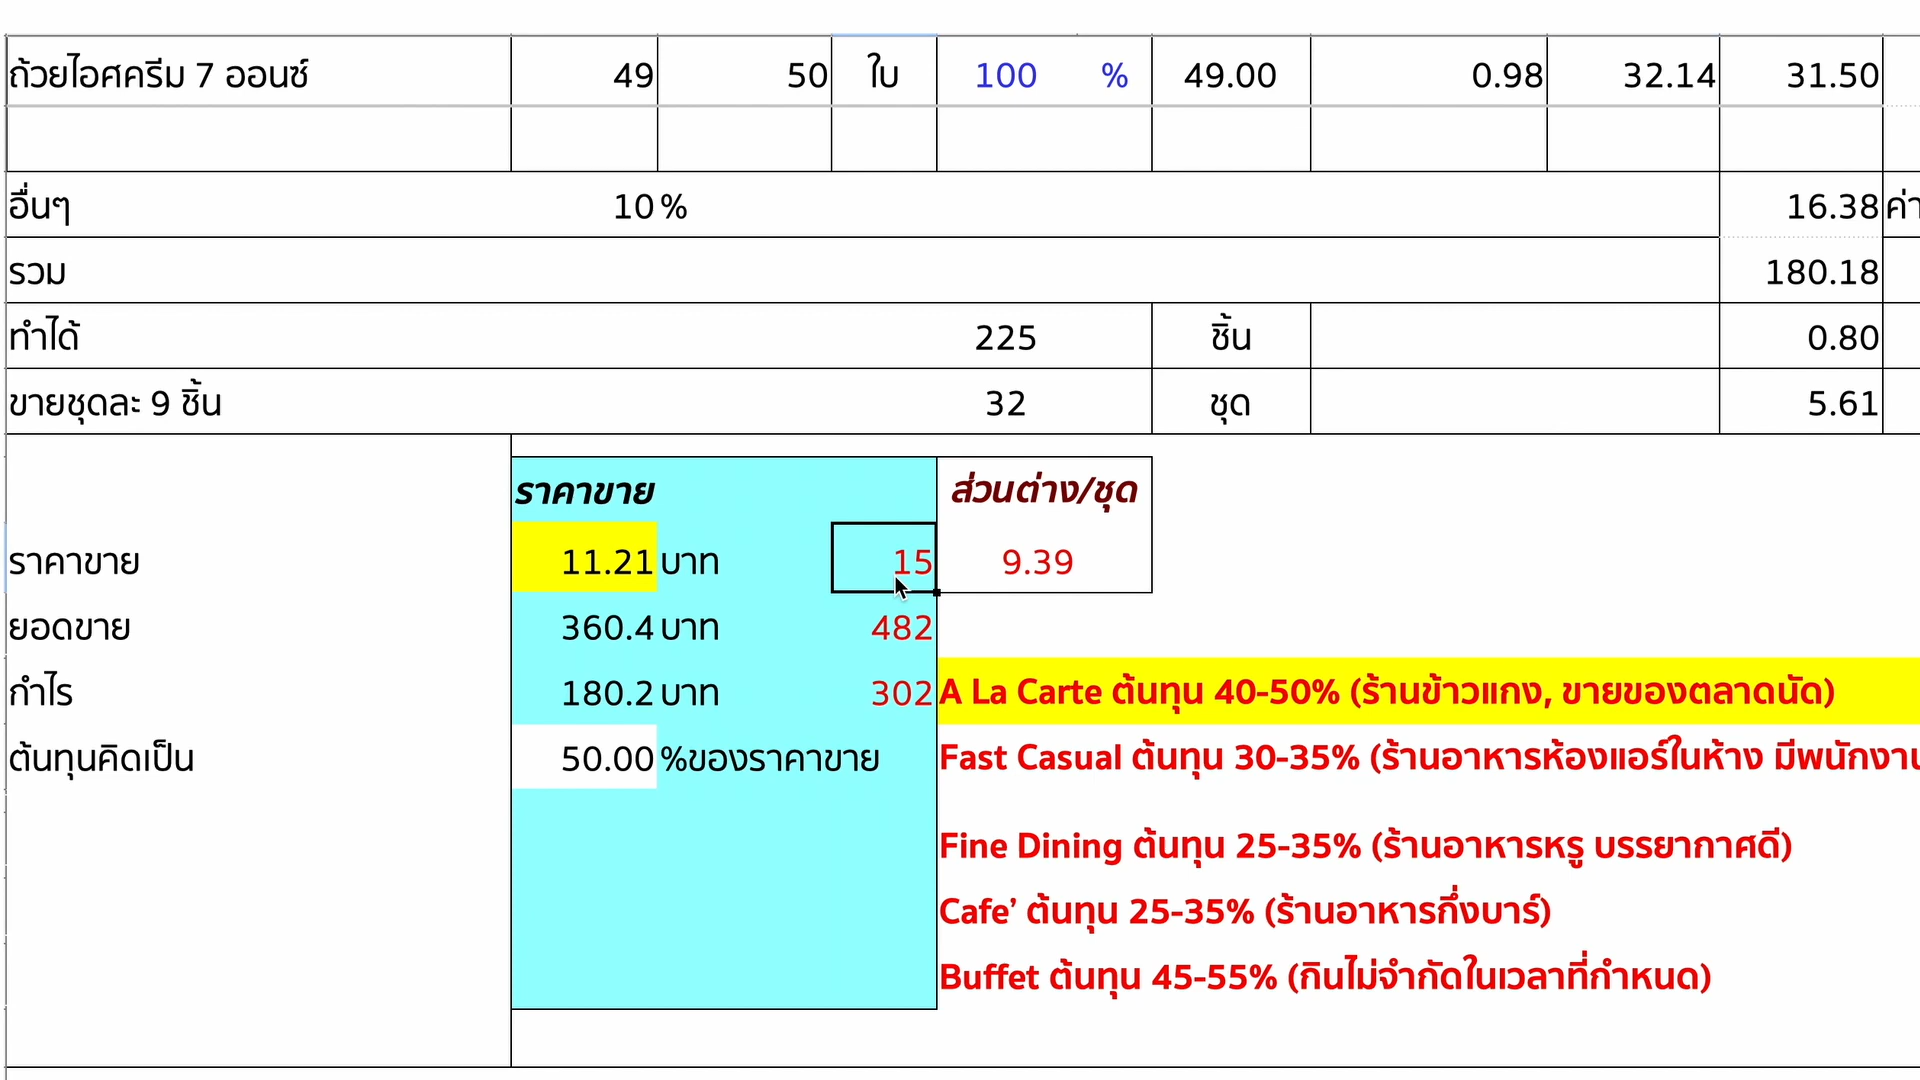 ถ้วยไอศครีม 7 ออนซ์ 49 50 ใบ 100 % 49.00 0.98 32.14 31.50
อื่นๆ 10 % 16.38
รวม 180.18
ทำได้ 225 ชิ้น 0.80
ขายชุดละ 9 ชิ้น 32 ชุด 5.61
ราคาขาย ส่วนต่าง/ชุด
ราคาขาย 11.21 บาท 15 9.39
ยอดขาย 360.4 บาท 482
กำไร 180.2 บาท 302 A La Carte ต้นทุน 40-50% (ร้านข้าวแกง, ขายของตลาดนัด)
ต้นทุนคิดเป็น 50.00 %ของราคาขาย Fast Casual ต้นทุน 30-35% (ร้านอาหารห้องแอร์ในห้าง มีพนักงาน
Fine Dining ต้นทุน 25-35% (ร้านอาหารหรู บรรยากาศดี)
Cafe’ ต้นทุน 25-35% (ร้านอาหารกึ่งบาร์)
Buffet ต้นทุน 45-55% (กินไม่จำกัดในเวลาที่กำหนด)